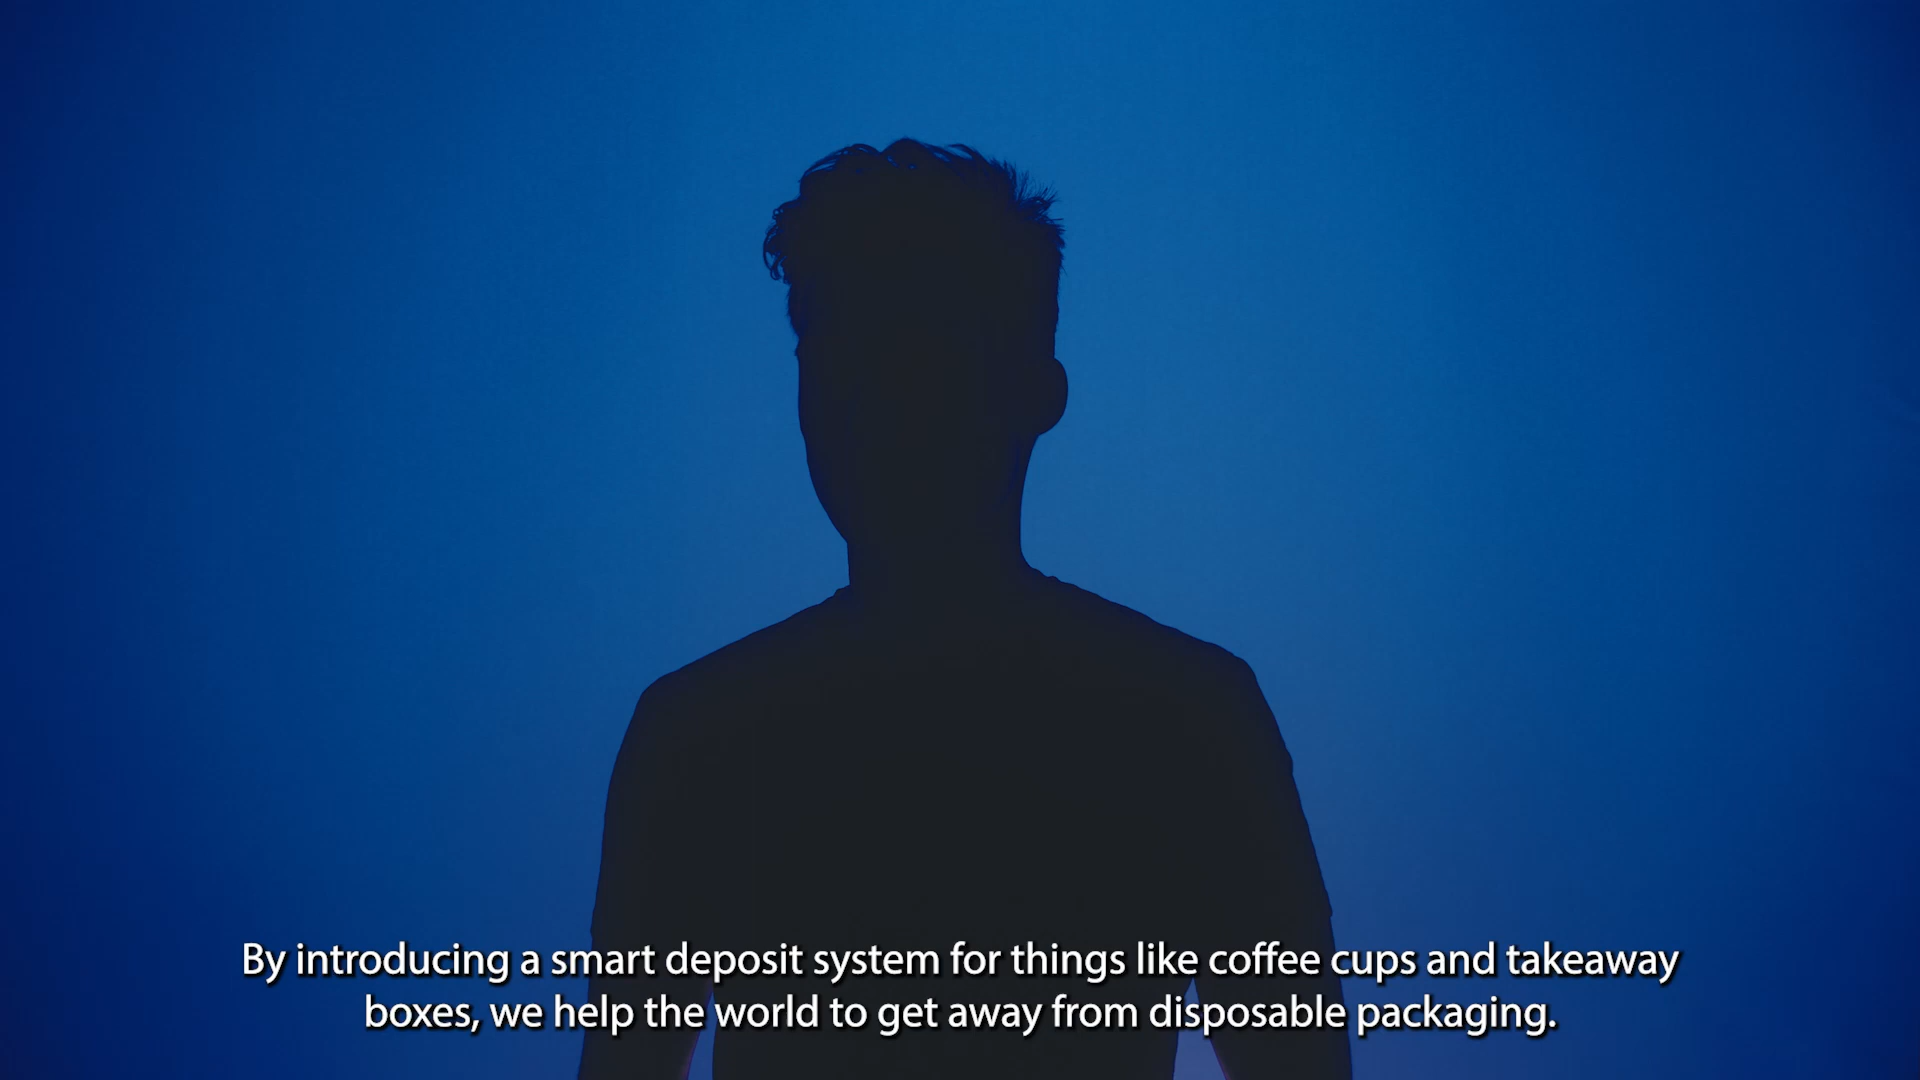 By introducing a smart deposit system for things like coffee cups and takeaway
boxes, we help the world to get away from disposable packaging.